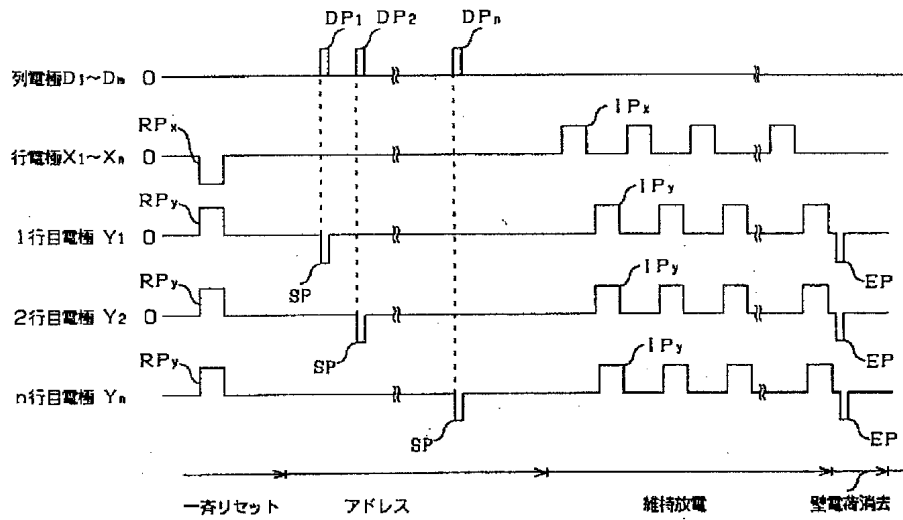 DP1 DP2 DPn
列電極D1~Dm 0
RPx IPx
行電極X1~Xn 0
RPy IPy
1行目電極 Y1 0
SP EP
RPy IPy
2行目電極 Y2 0
SP EP
RPy IPy
n行目電極 Yn
SP EP
一斉リセット アドレス 維持放電 壁電荷消去